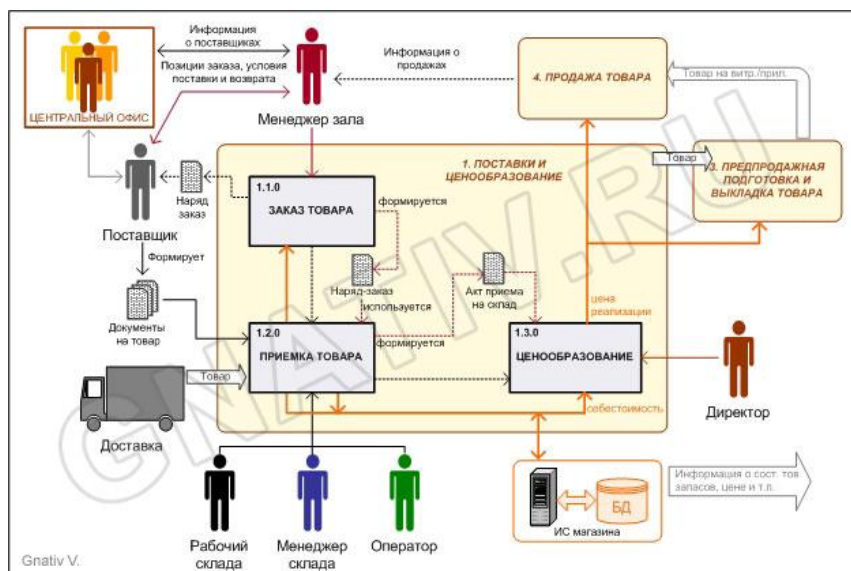 Информация
о поставщиках
Позиции заказа, условия
поставки и возврата
ЦЕНТРАЛЬНЫЙ ОФИС
Менеджер зала
Информация о
продажах
4. ПРОДАЖА ТОВАРА
Товар на витр./прил.
Товар
3. ПРЕДПРОДАЖНАЯ
ПОДГОТОВКА И
ВЫКЛАДКА ТОВАРА
1. ПОСТАВКИ И
ЦЕНООБРАЗОВАНИЕ
Поставщик
Наряд
заказ
1.1.0
ЗАКАЗ ТОВАРА
формируется
Формирует
Наряд-заказ
используется
Акт приема
на склад
цена
реализации
Документы
на товар
1.2.0
ПРИЕМКА ТОВАРА
формируется
1.3.0
ЦЕНООБРАЗОВАНИЕ
Товар
Доставка
себестоимость
Директор
Рабочий
склада
Менеджер
склада
Оператор
БД
ИС магазина
Информация о сост. тов.
запасов, цене и т.п.
GNATIV.RU
Gnativ V.